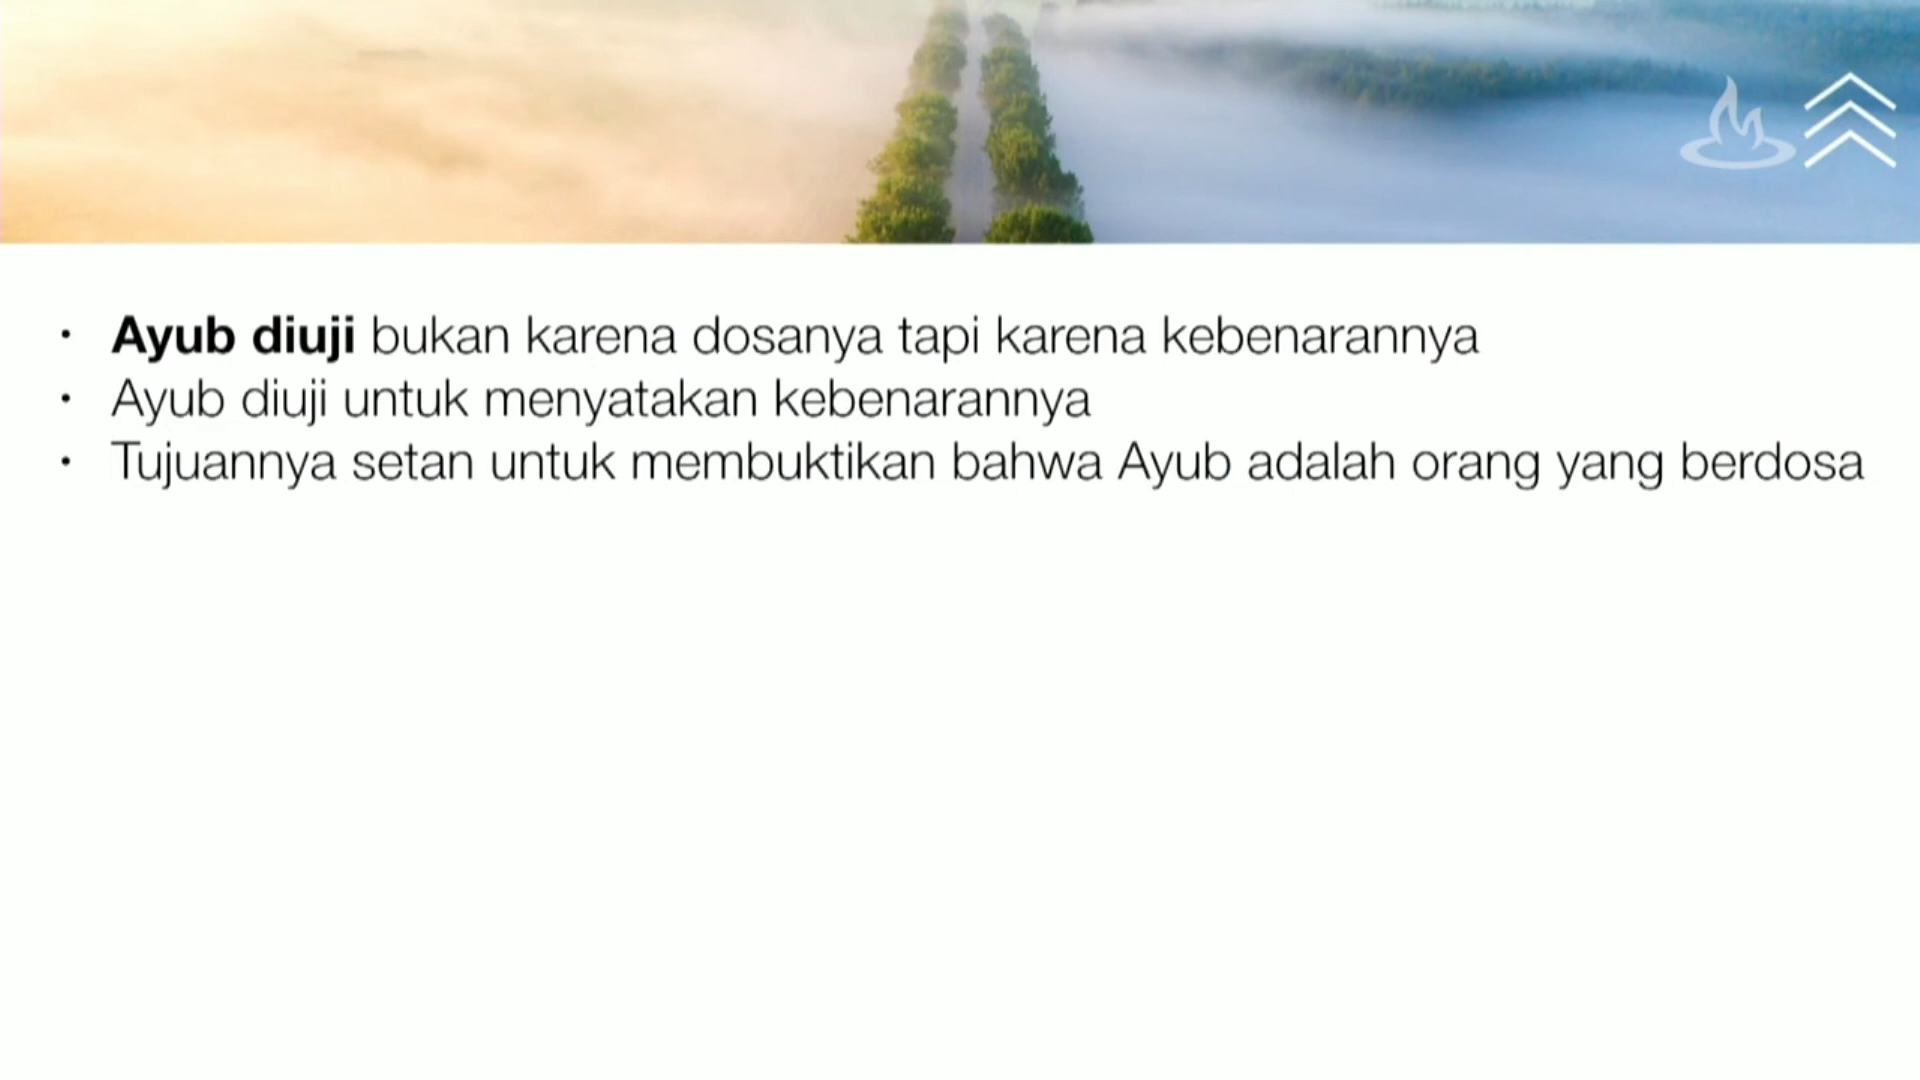 · Ayub diuji bukan karena dosanya tapi karena kebenarannya
· Ayub diuji untuk menyatakan kebenarannya
· Tujuannya setan untuk membuktikan bahwa Ayub adalah orang yang berdosa